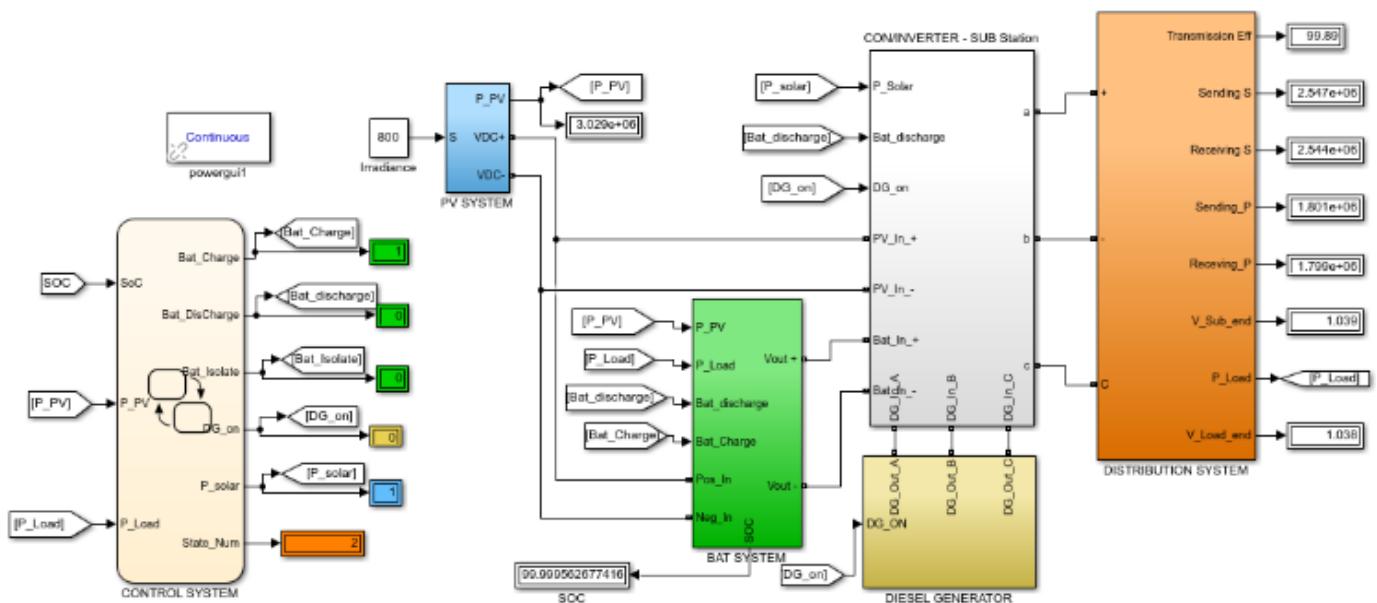 Continuous
powergui1
800
Irradiance
S
P_PV
VDC+
VDC-
PV SYSTEM
[P_PV]
3.029e+06
SOC
[P_PV]
[P_Load]
SoC
P_PV
P_Load
Bat_Charge
Bat_DisCharge
Bat_Isolate
DG_on
P_solar
State_Num
CONTROL SYSTEM
[Bat_Charge]
1
[Bat_discharge]
0
[Bat_Isolate]
0
[DG_on]
0
[P_solar]
1
2
[P_PV]
[P_Load]
[Bat_discharge]
[Bat_Charge]
P_PV
P_Load
Bat_discharge
Bat_Charge
Pos_In
Neg_In
Vout +
Vout -
SOC
BAT SYSTEM
99.999562677416
SOC
CON/INVERTER - SUB Station
[P_solar]
[Bat_discharge]
[DG_on]
P_Solar
Bat_discharge
DG_on
PV_In_+
PV_In_-
Bat_In_+
a
b
c
DG_In_A
DG_In_B
DG_In_C
DG_Out_A
DG_Out_B
DG_Out_C
DG_ON
DG_on]
DIESEL GENERATOR
+
-
C
Transmission Eff
99.89
Sending S
2.547e+06
Receiving S
2.544e+06
Sending_P
1.801e+06
Receving_P
1.799e+06
V_Sub_end
1.039
P_Load
[P_Load]
V_Load_end
1.038
DISTRIBUTION SYSTEM